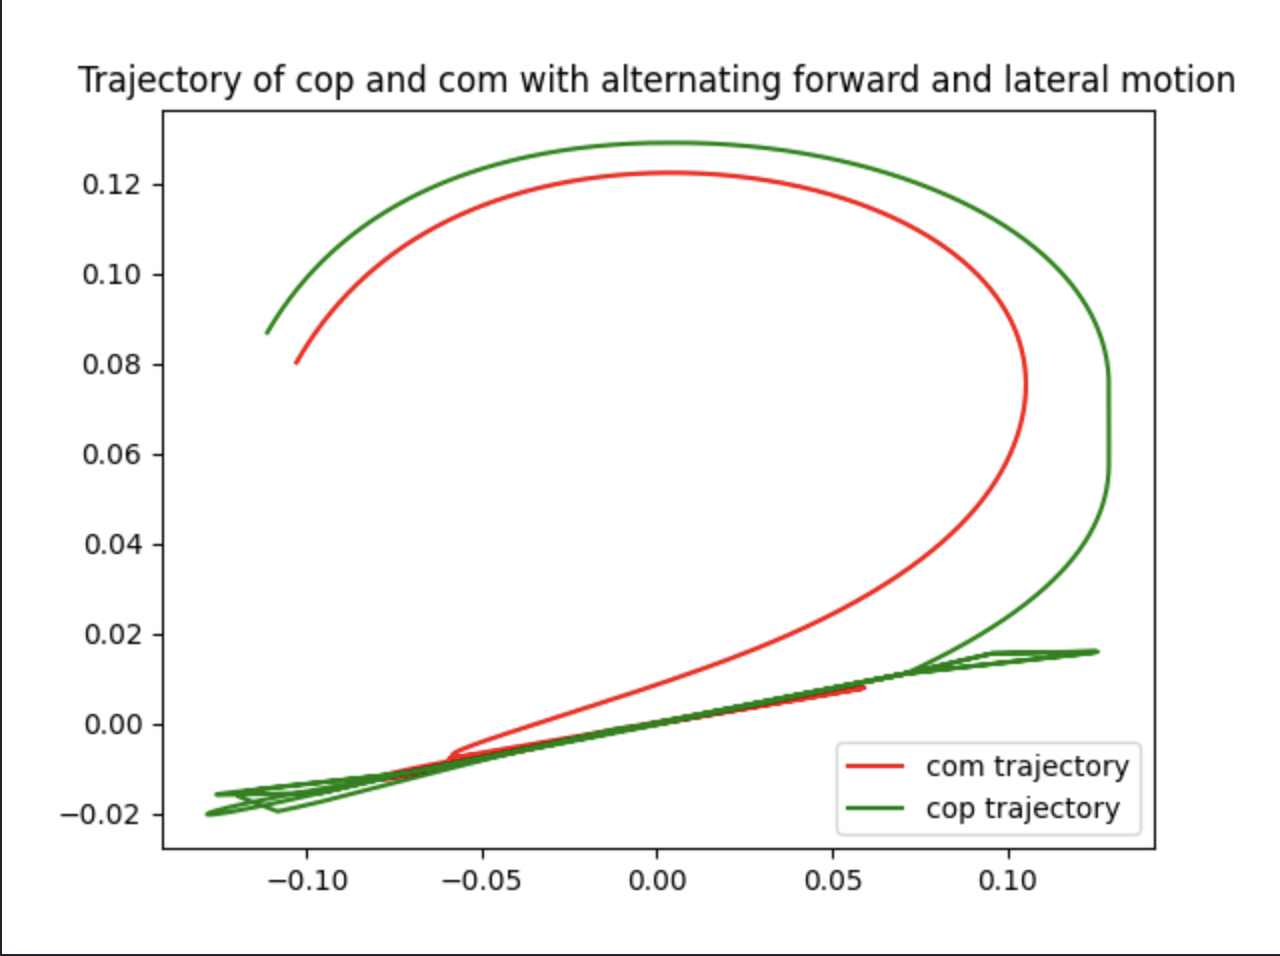 Trajectory of cop and com with alternating forward and lateral motion
0.12
0.10
0.08
0.06
0.04
0.02
0.00
−0.02
com trajectory
cop trajectory
−0.10 −0.05 0.00 0.05 0.10